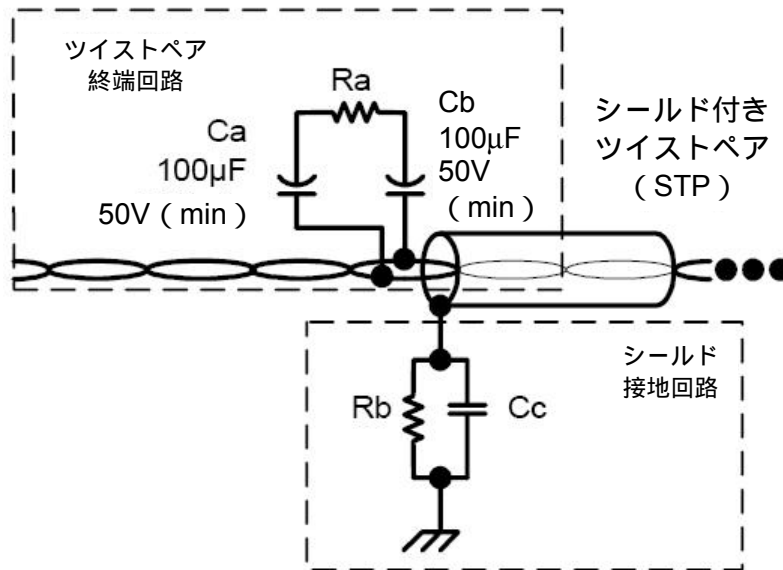 ツイストペア
終端回路
Ra
Ca
100µF
50V（min）
Cb
100μF
50V
（min）
シールド付き
ツイストペア
（STP）
シールド
接地回路
Rb
Cc